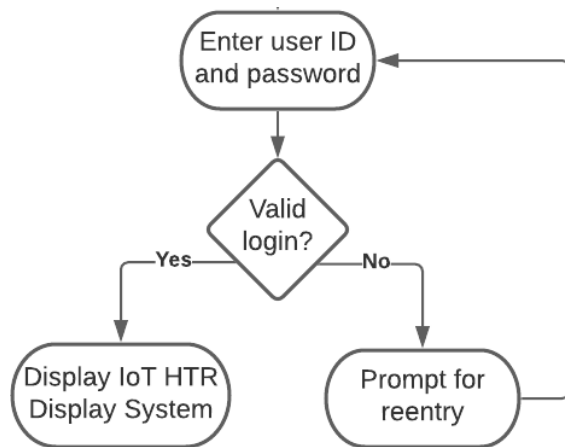 Enter user ID
and password
Valid
login?
Yes
No
Display IoT HTR
Display System
Prompt for
reentry